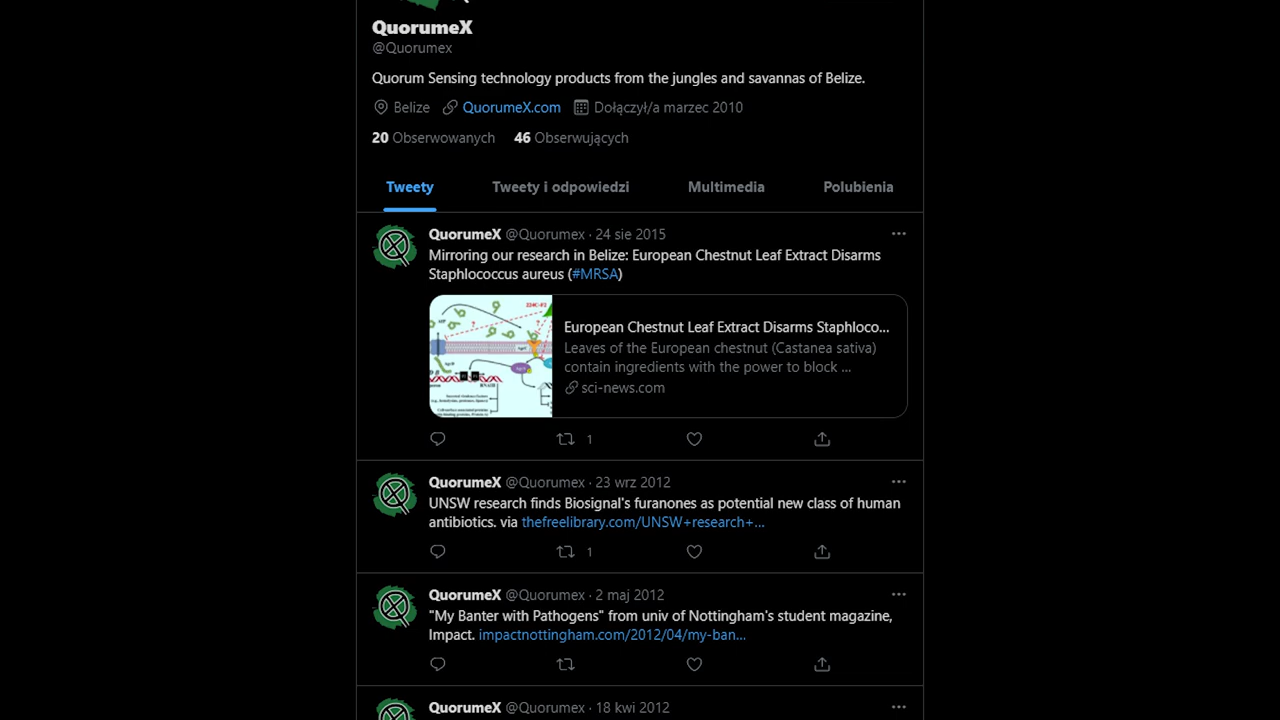 QuorumeX
@Quorumex
Quorum Sensing technology products from the jungles and savannas of Belize.
Belize QuorumeX.com Dołączył/a marzec 2010
20 Obserwowanych 46 Obserwujących
Tweety Tweety i odpowiedzi Multimedia Polubienia
QuorumeX @Quorumex · 24 sie 2015
Mirroring our research in Belize: European Chestnut Leaf Extract Disarms
Staphlococcus aureus (#MRSA)
European Chestnut Leaf Extract Disarms Staphloco...
Leaves of the European chestnut (Castanea sativa)
contain ingredients with the power to block ...
sci-news.com
1
QuorumeX @Quorumex · 23 wrz 2012
UNSW research finds Biosignal's furanones as potential new class of human
antibiotics. via thefreelibrary.com/UNSW+research+...
1
QuorumeX @Quorumex · 2 maj 2012
"My Banter with Pathogens" from univ of Nottingham's student magazine,
Impact. impactnottingham.com/2012/04/my-ban...
QuorumeX @Quorumex · 18 kwi 2012